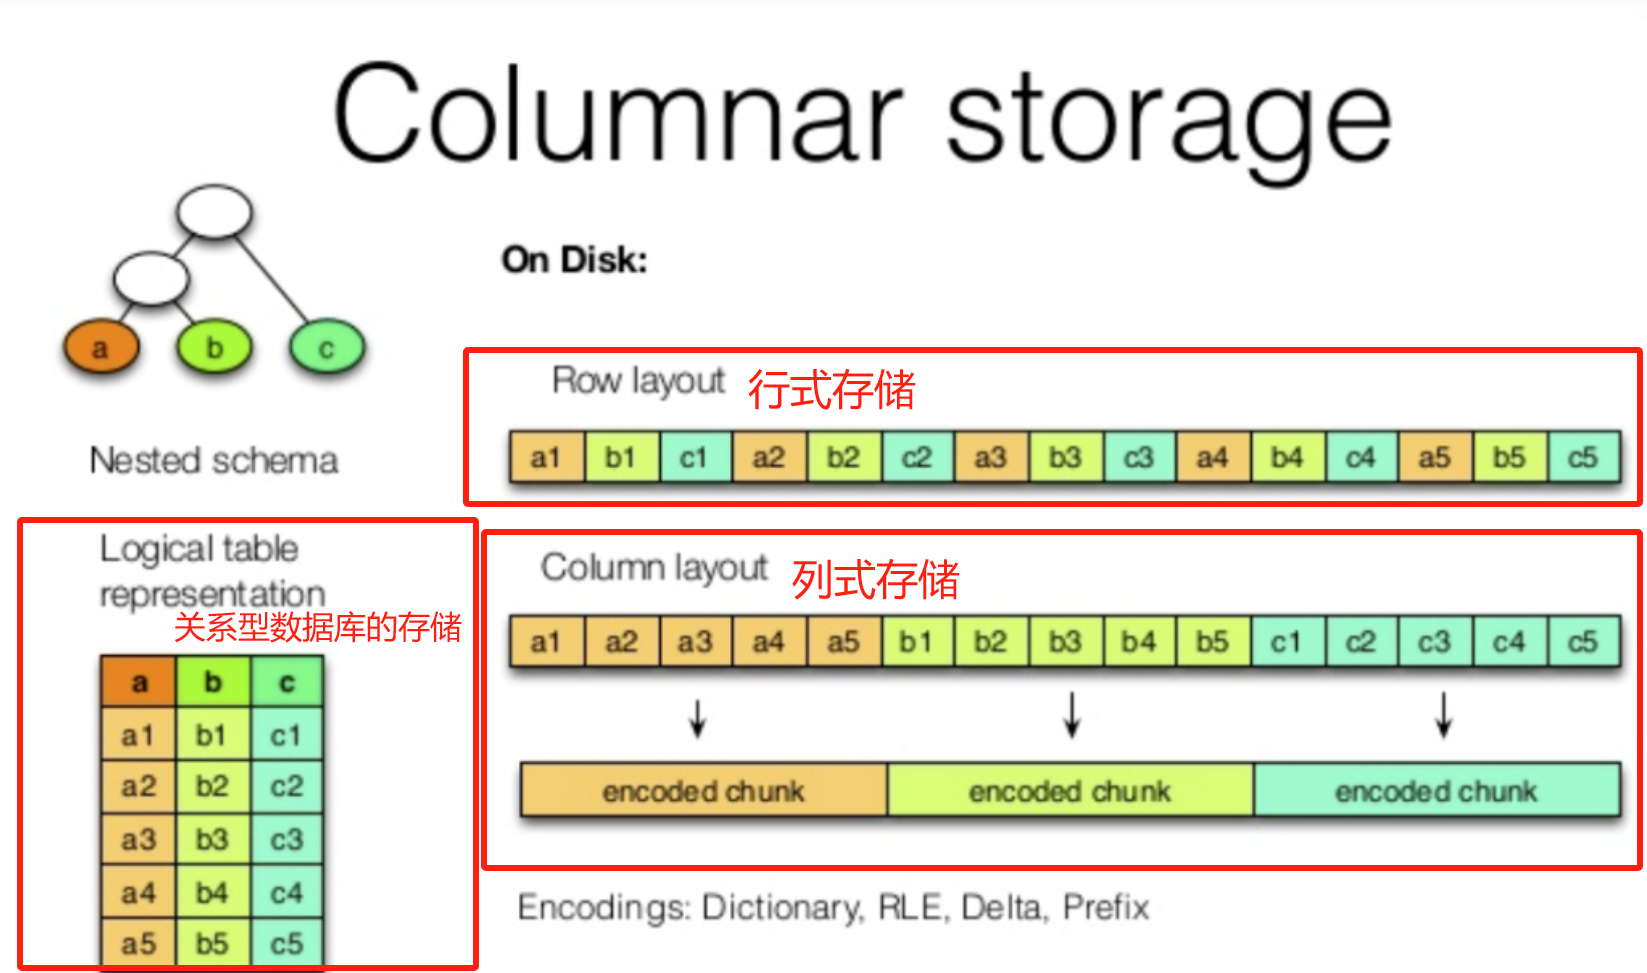 Columnar storage
a b c
Nested schema
On Disk:
Row layout 行式存储
a1 b1 c1 a2 b2 c2 a3 b3 c3 a4 b4 c4 a5 b5 c5
Logical table
representation
关系型数据库的存储
a b c
a1 b1 c1
a2 b2 c2
a3 b3 c3
a4 b4 c4
a5 b5 c5
Column layout 列式存储
a1 a2 a3 a4 a5 b1 b2 b3 b4 b5 c1 c2 c3 c4 c5
encoded chunk encoded chunk encoded chunk
Encodings: Dictionary, RLE, Delta, Prefix